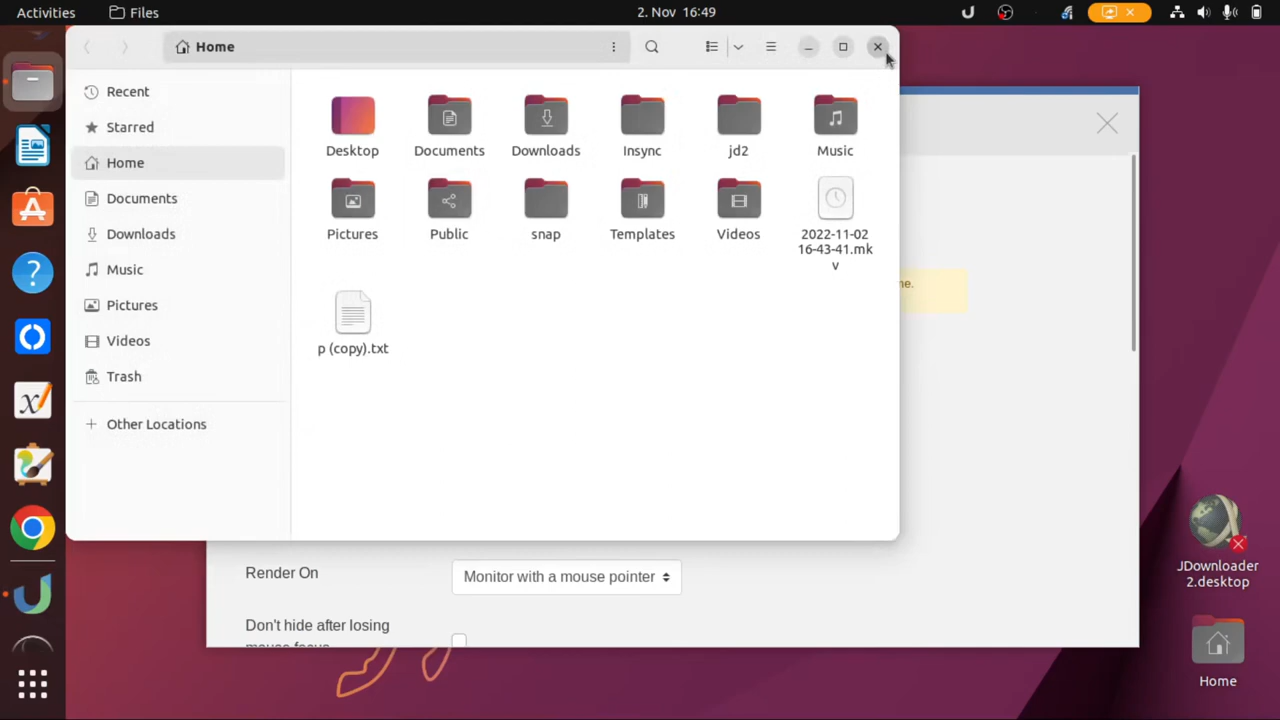 Activities
Files
2. Nov 16:49
Home
Recent
Starred
Home
Documents
Downloads
Music
Pictures
Videos
Trash
Other Locations
Desktop
Documents
Downloads
Insync
jd2
Music
Pictures
Public
snap
Templates
Videos
2022-11-02
16-43-41.mk
v
p (copy).txt
Render On
Monitor with a mouse pointer
Don't hide after losing
JDownloader
2.desktop
Home